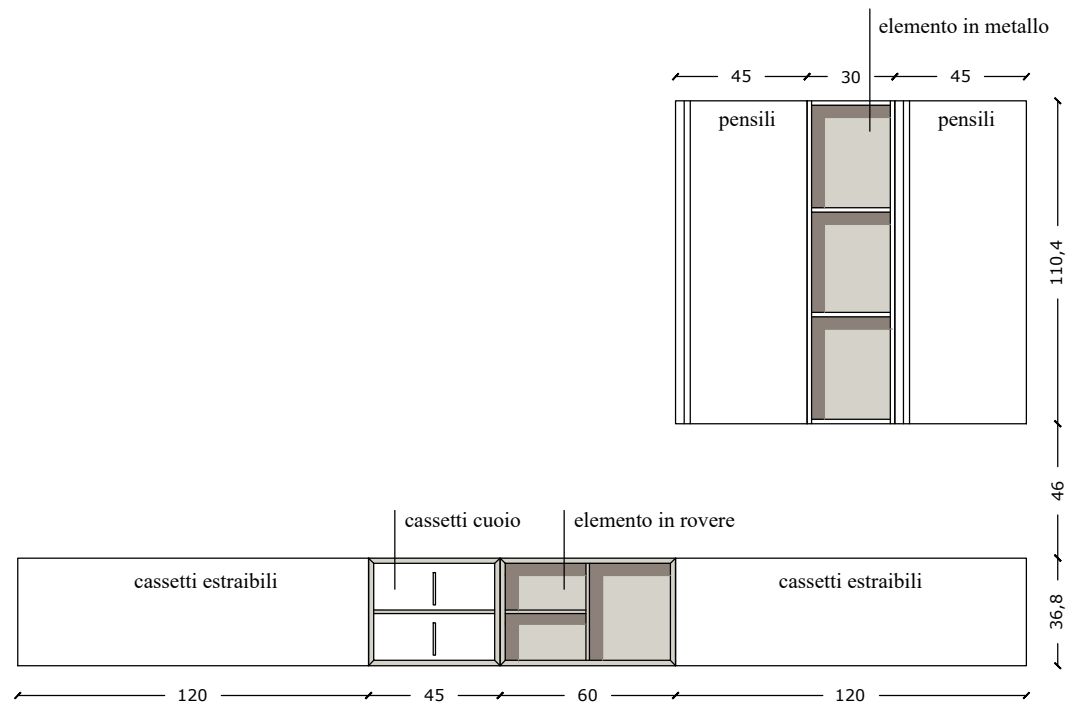 elemento in metallo
45 30 45
pensili pensili
110,4
46
cassetti cuoio elemento in rovere
cassetti estraibili cassetti estraibili
36,8
120 45 60 120